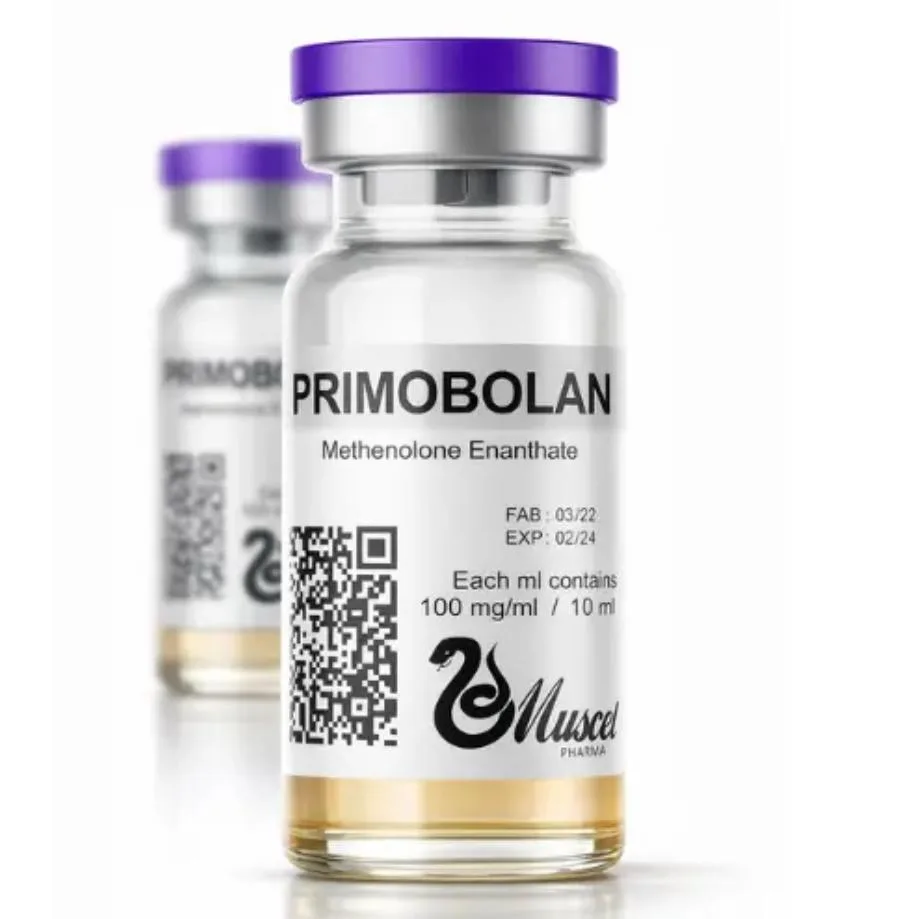 PRIMOBOLAN
Methenolone Enanthate
FAB : 03/22
EXP: 02/24
Each ml contains
100 mg/ml / 10 ml
Muscel
PHARMA
PRIMOBO